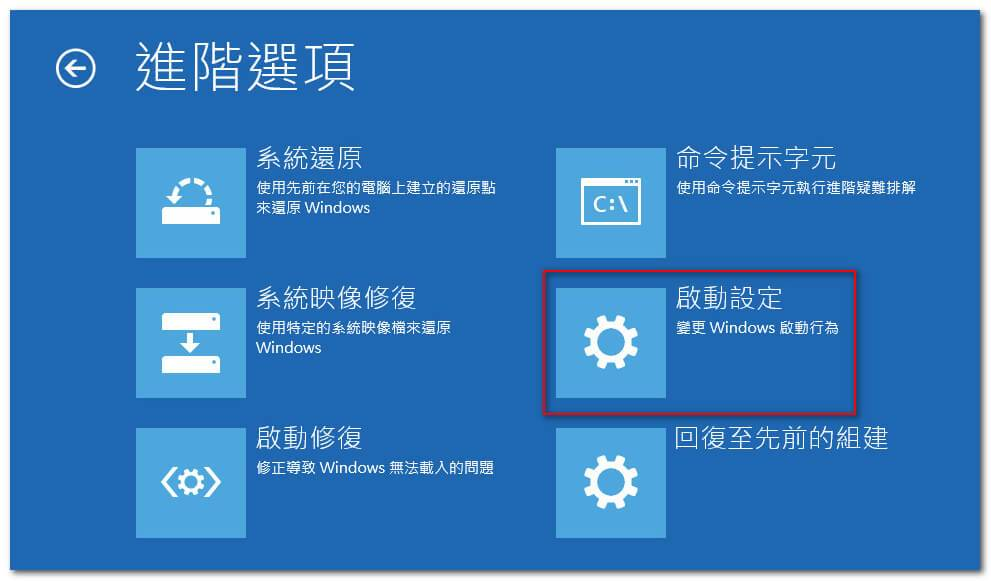 進階選項
系統還原
使用先前在您的電腦上建立的還原點
來還原 Windows
命令提示字元
使用命令提示字元執行進階疑難排解
C:\
系統映像修復
使用特定的系統映像檔來還原
Windows
啟動設定
變更 Windows 啟動行為
啟動修復
修正導致 Windows 無法載入的問題
回復至先前的組建